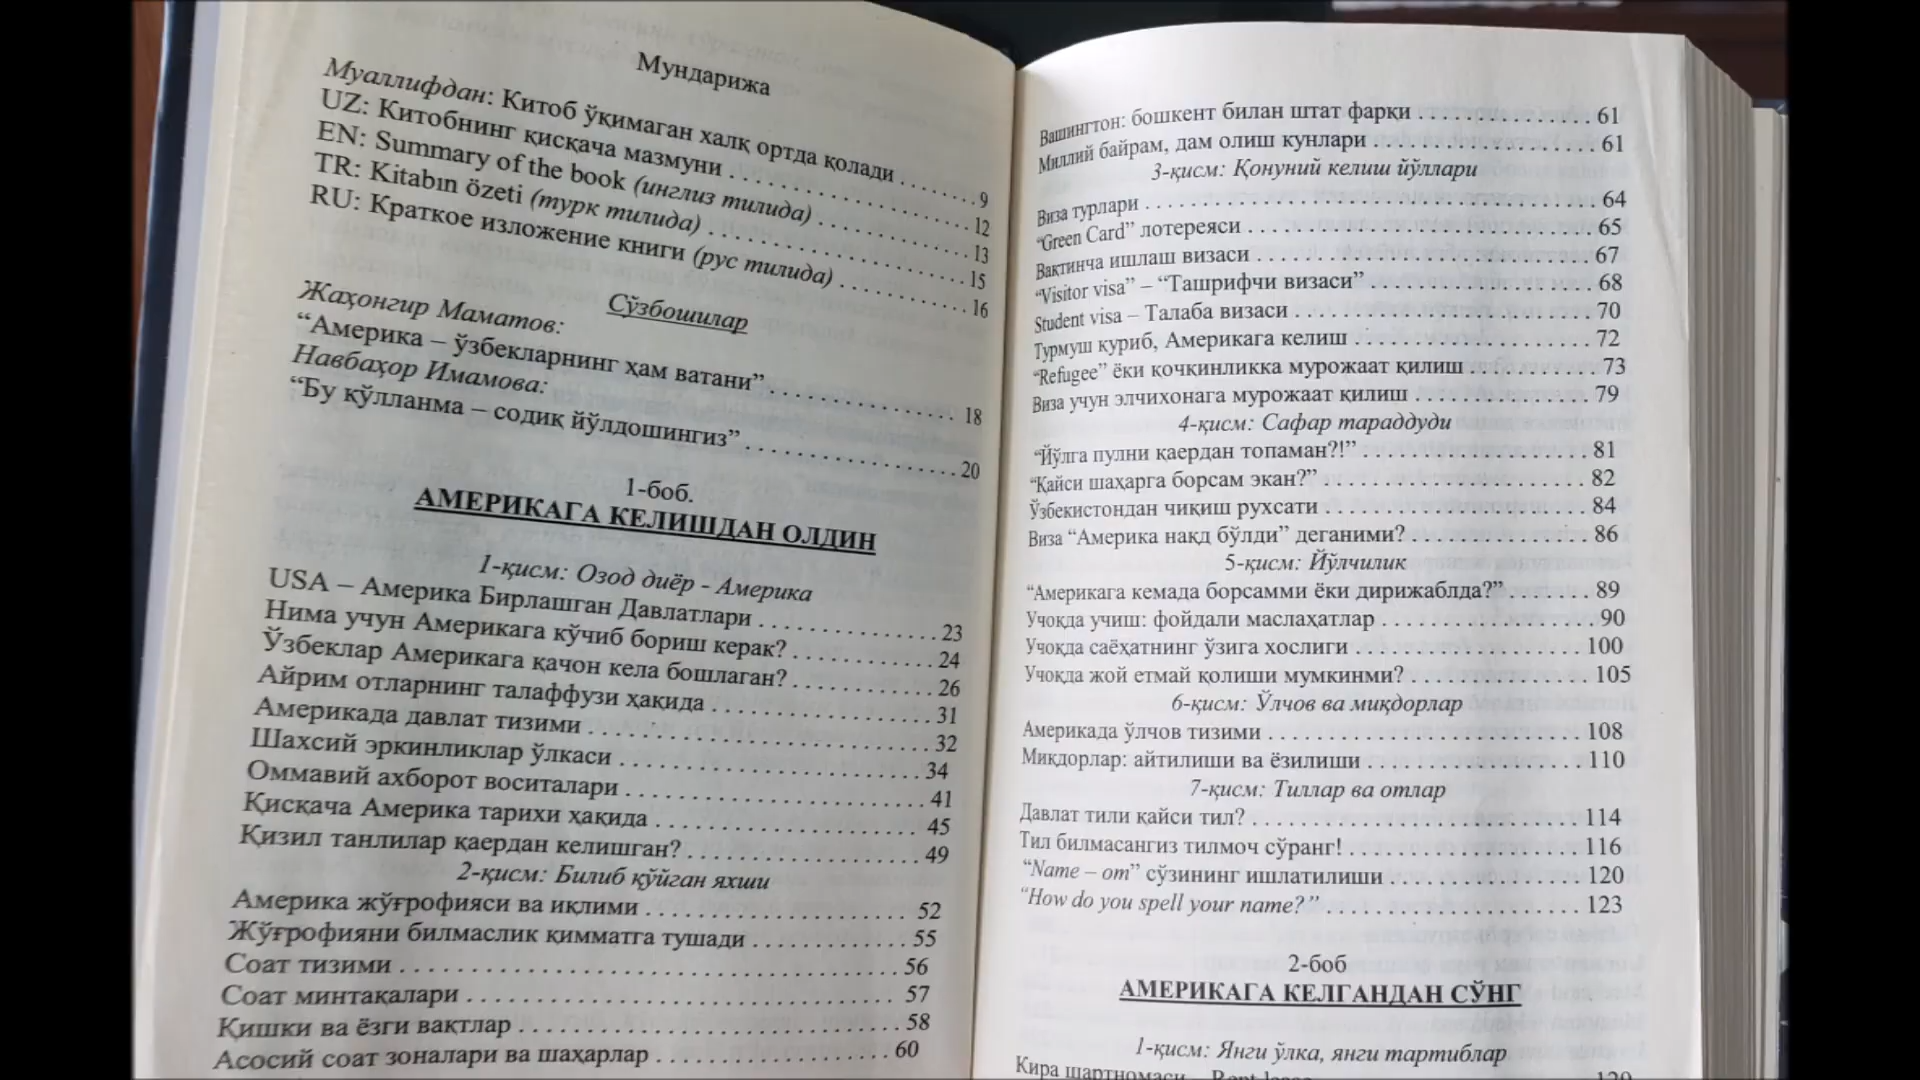 Мундарижа
Муаллифдан: Китоб ўқимаган халқ ортда қолади . . . . . . . 9
UZ: Китобнинг қисқача мазмуни . . . . . . . . . . . . . . . . . . . . 12
EN: Summary of the book (инглиз тилида) . . . . . . . . . . . . 13
TR: Kitabın özeti (турк тилида) . . . . . . . . . . . . . . . . . . . . . 15
RU: Краткое изложение книги (рус тилида) . . . . . . . . . . . 16
Сўзбошилар
Жаҳонгир Маматов:
“Америка – ўзбекларнинг ҳам ватани” . . . . . . . . . . . . . . 18
Навбаҳор Имамова:
“Бу қўлланма – содиқ йўлдошингиз” . . . . . . . . . . . . . . . . 20
1-боб.
АМЕРИКАГА КЕЛИШДАН ОЛДИН
1-қисм: Озод диёр - Америка
USA – Америка Бирлашган Давлатлари . . . . . . . . . . . . . . 23
Нима учун Америкага кўчиб бориш керак? . . . . . . . . . . . 24
Ўзбеклар Америкага қачон кела бошлаган? . . . . . . . . . . . 26
Айрим отларнинг талаффузи ҳақида . . . . . . . . . . . . . . . . . 31
Америкада давлат тизими . . . . . . . . . . . . . . . . . . . . . . . . . 32
Шахсий эркинликлар ўлкаси . . . . . . . . . . . . . . . . . . . . . . . 34
Оммавий ахборот воситалари . . . . . . . . . . . . . . . . . . . . . . 41
Қисқача Америка тарихи ҳақида . . . . . . . . . . . . . . . . . . . . 45
Қизил танлилар қаердан келишган? . . . . . . . . . . . . . . . . . . 49
2-қисм: Билиб қўйган яхши
Америка жўғрофияси ва иқлими . . . . . . . . . . . . . . . . . . . . 52
Жўғрофияни билмаслик қимматга тушади . . . . . . . . . . . . 55
Соат тизими . . . . . . . . . . . . . . . . . . . . . . . . . . . . . . . . . . . . 56
Соат минтақалари . . . . . . . . . . . . . . . . . . . . . . . . . . . . . . . . 57
Қишки ва ёзги вақтлар . . . . . . . . . . . . . . . . . . . . . . . . . . . . 58
Асосий соат зоналари ва шаҳарлар . . . . . . . . . . . . . . . . . . 60
Вашингтон: бошкент билан штат фарқи . . . . . . . . . . . . . . 61
Миллий байрам, дам олиш кунлари . . . . . . . . . . . . . . . . . . 61
3-қисм: Қонуний келиш йўллари
Виза турлари . . . . . . . . . . . . . . . . . . . . . . . . . . . . . . . . . . . . 64
“Green Card” лотереяси . . . . . . . . . . . . . . . . . . . . . . . . . . . . 65
Вақтинча ишлаш визаси . . . . . . . . . . . . . . . . . . . . . . . . . . . 67
“Visitor visa” – “Ташрифчи визаси” . . . . . . . . . . . . . . . . . . 68
Student visa – Талаба визаси . . . . . . . . . . . . . . . . . . . . . . . . 70
Турмуш қуриб, Америкага келиш . . . . . . . . . . . . . . . . . . . 72
“Refugee” ёки қочқинликка мурожаат қилиш . . . . . . . . . . 73
Виза учун элчихонага мурожаат қилиш . . . . . . . . . . . . . . 79
4-қисм: Сафар тараддуди
“Йўлга пулни қаердан топаман?!” . . . . . . . . . . . . . . . . . . . 81
“Қайси шаҳарга борсам экан?” . . . . . . . . . . . . . . . . . . . . . 82
Ўзбекистондан чиқиш рухсати . . . . . . . . . . . . . . . . . . . . . 84
Виза “Америка нақд бўлди” деганими? . . . . . . . . . . . . . . 86
5-қисм: Йўлчилик
“Америкага кемада борсамми ёки дирижаблда?” . . . . . . . 89
Учоқда учиш: фойдали маслаҳатлар . . . . . . . . . . . . . . . . . 90
Учоқда саёҳатнинг ўзига хослиги . . . . . . . . . . . . . . . . . . . 100
Учоқда жой етмай қолиши мумкинми? . . . . . . . . . . . . . . . 105
6-қисм: Ўлчов ва миқдорлар
Америкада ўлчов тизими . . . . . . . . . . . . . . . . . . . . . . . . . . 108
Миқдорлар: айтилиши ва ёзилиши . . . . . . . . . . . . . . . . . . 110
7-қисм: Тиллар ва отлар
Давлат тили қайси тил? . . . . . . . . . . . . . . . . . . . . . . . . . . . . 114
Тил билмасангиз тилмоч сўранг! . . . . . . . . . . . . . . . . . . . . 116
“Name – от” сўзининг ишлатилиши . . . . . . . . . . . . . . . . . . 120
“How do you spell your name?” . . . . . . . . . . . . . . . . . . . . . . 123
2-боб
АМЕРИКАГА КЕЛГАНДАН СЎНГ
1-қисм: Янги ўлка, янги тартиблар
Кира шартномаси – Rent lease